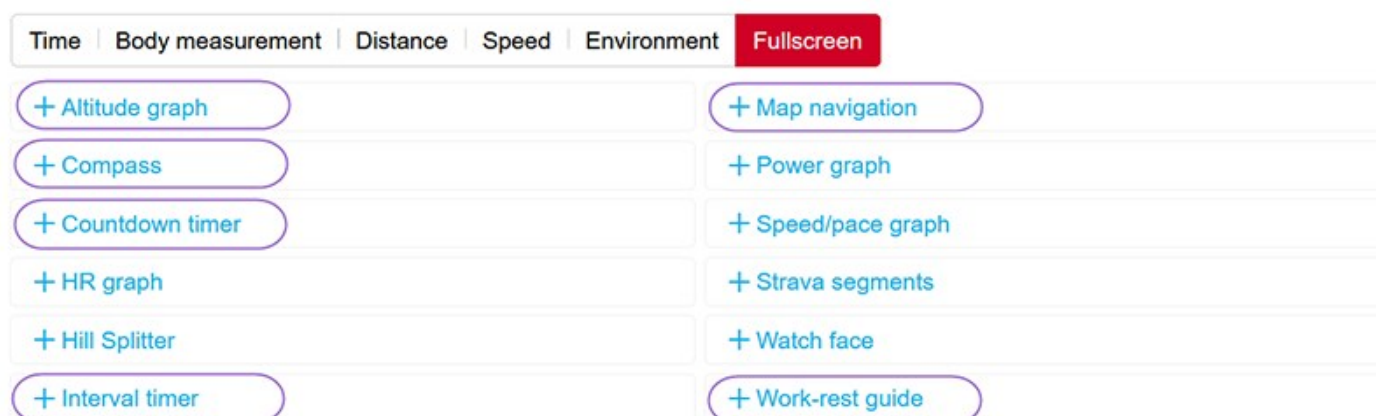 Time Body measurement Distance Speed Environment Fullscreen
+ Altitude graph
+ Compass
+ Countdown timer
+ HR graph
+ Hill Splitter
+ Interval timer
+ Map navigation
+ Power graph
+ Speed/pace graph
+ Strava segments
+ Watch face
+ Work-rest guide